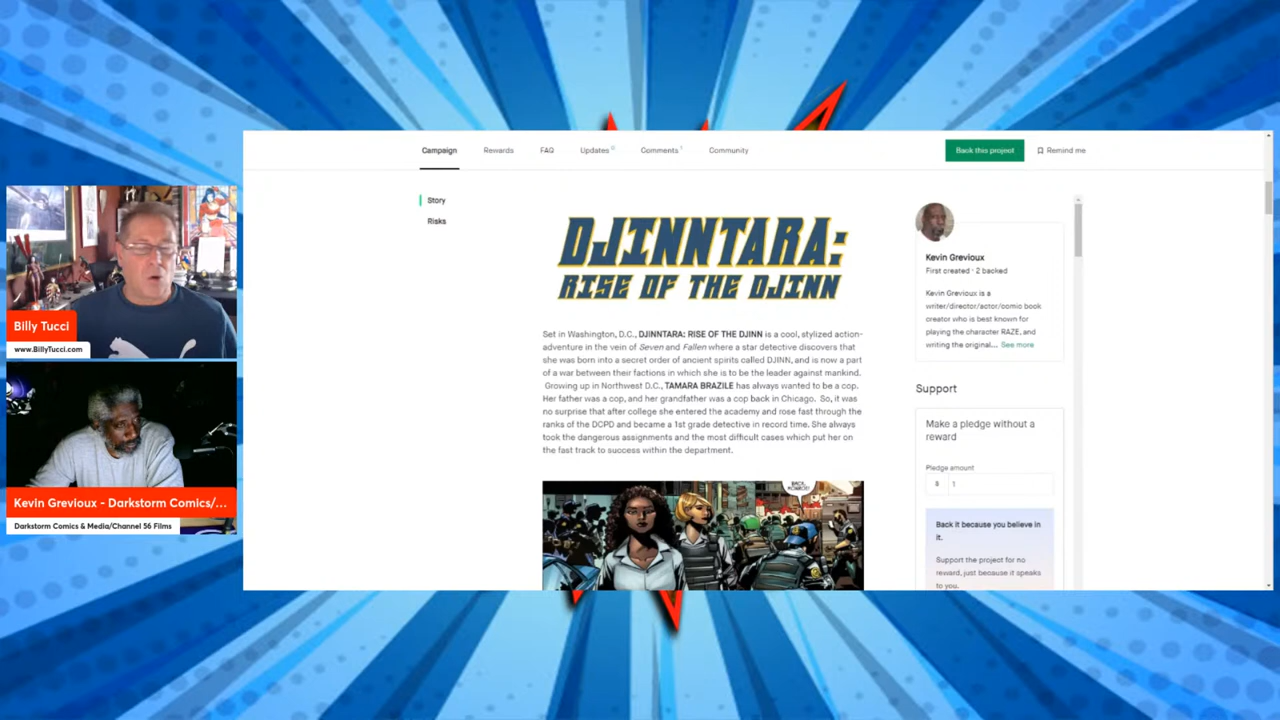 Campaign
Rewards
FAQ
Updates 0
Comments 1
Community
Back this project
Remind me
Story
Risks
DJINNTARA:
RISE OF THE DJINN
Set in Washington, D.C., DJINNTARA: RISE OF THE DJINN is a cool, stylized action-
adventure in the vein of Seven and Fallen where a star detective discovers that
she was born into a secret order of ancient spirits called DJINN, and is now a part
of a war between their factions in which she is to be the leader against mankind.
Growing up in Northwest D.C., TAMARA BRAZILE has always wanted to be a cop.
Her father was a cop, and her grandfather was a cop back in Chicago. So, it was
no surprise that after college she entered the academy and rose fast through the
ranks of the DCPD and became a 1st grade detective in record time. She always
took the dangerous assignments and the most difficult cases which put her on
the fast track to success within the department.
Kevin Grevioux
First created · 2 backed
Kevin Grevioux is a
writer/director/actor/comic book
creator who is best known for
playing the character RAZE, and
writing the original... See more
Support
Make a pledge without a
reward
Pledge amount
$ 1
Back it because you believe in
it.
Support the project for no
reward, just because it speaks
to you.
Billy Tucci
www.BillyTucci.com
Kevin Grevioux - Darkstorm Comics/...
Darkstorm Comics & Media/Channel 56 Films